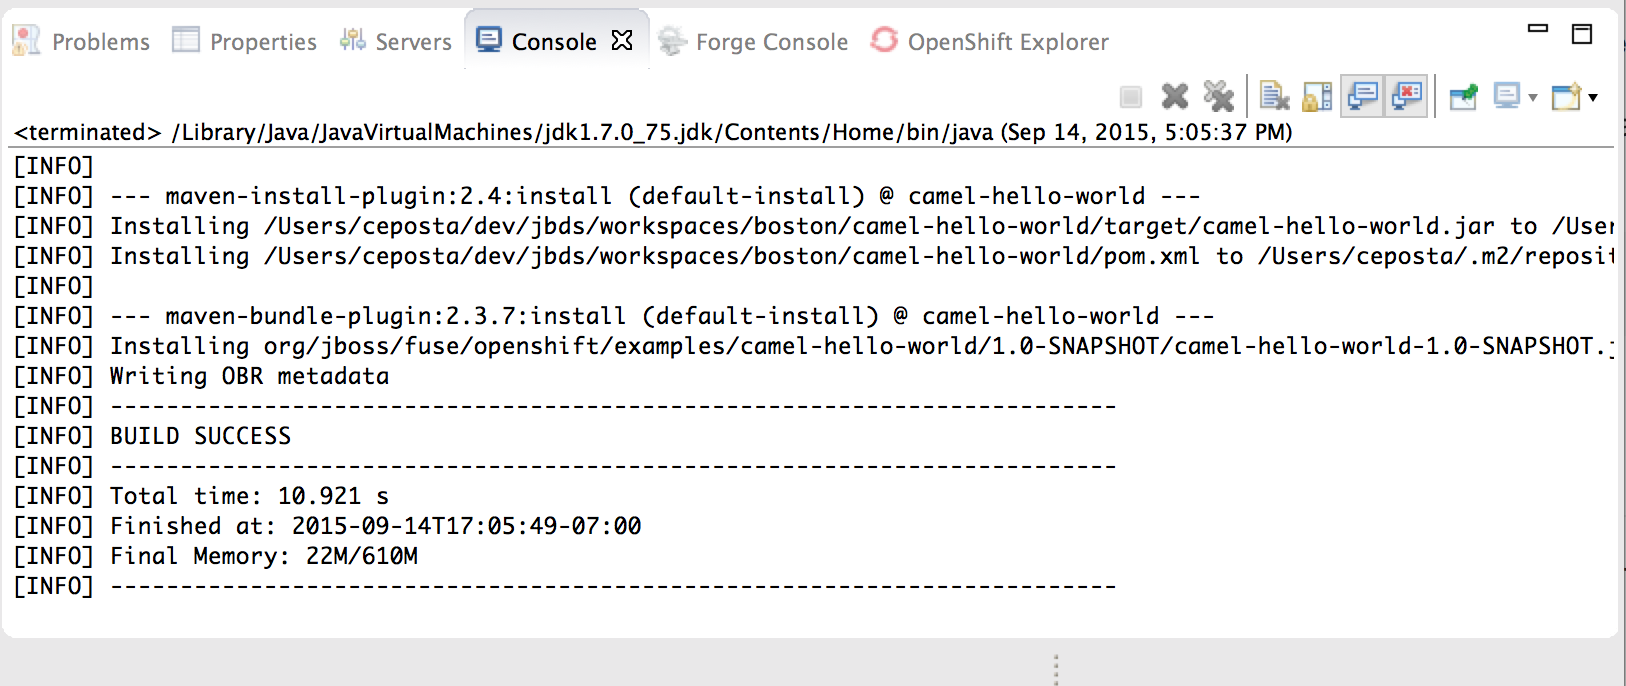 Problems Properties Servers Console Forge Console OpenShift Explorer
<terminated> /Library/Java/JavaVirtualMachines/jdk1.7.0_75.jdk/Contents/Home/bin/java (Sep 14, 2015, 5:05:37 PM)
[INFO]
[INFO] --- maven-install-plugin:2.4:install (default-install) @ camel-hello-world ---
[INFO] Installing /Users/ceposta/dev/jbds/workspaces/boston/camel-hello-world/target/camel-hello-world.jar to /User
[INFO] Installing /Users/ceposta/dev/jbds/workspaces/boston/camel-hello-world/pom.xml to /Users/ceposta/.m2/reposit
[INFO]
[INFO] --- maven-bundle-plugin:2.3.7:install (default-install) @ camel-hello-world ---
[INFO] Installing org/jboss/fuse/openshift/examples/camel-hello-world/1.0-SNAPSHOT/camel-hello-world-1.0-SNAPSHOT.j
[INFO] Writing OBR metadata
[INFO] ------------------------------------------------------------------------
[INFO] BUILD SUCCESS
[INFO] ------------------------------------------------------------------------
[INFO] Total time: 10.921 s
[INFO] Finished at: 2015-09-14T17:05:49-07:00
[INFO] Final Memory: 22M/610M
[INFO] ------------------------------------------------------------------------